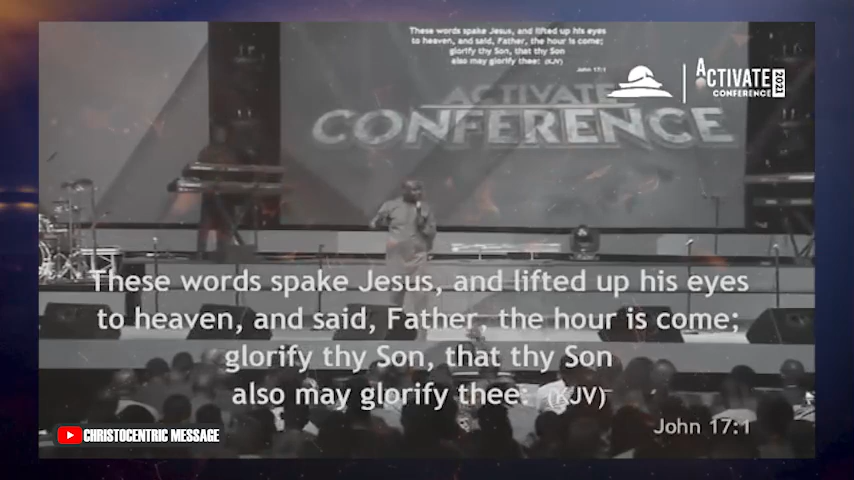 These words spake Jesus, and lifted up his eyes
to heaven, and said, Father, the hour is come;
glorify thy Son, that thy Son
also may glorify thee: (KJV)
John 17:1
ACTIVATE
CONFERENCE 2021
ACTIVATE
CONFERENCE
These words spake Jesus, and lifted up his eyes
to heaven, and said, Father, the hour is come;
glorify thy Son, that thy Son
also may glorify thee: (KJV)
John 17:1
CHRISTOCENTRIC MESSAGE